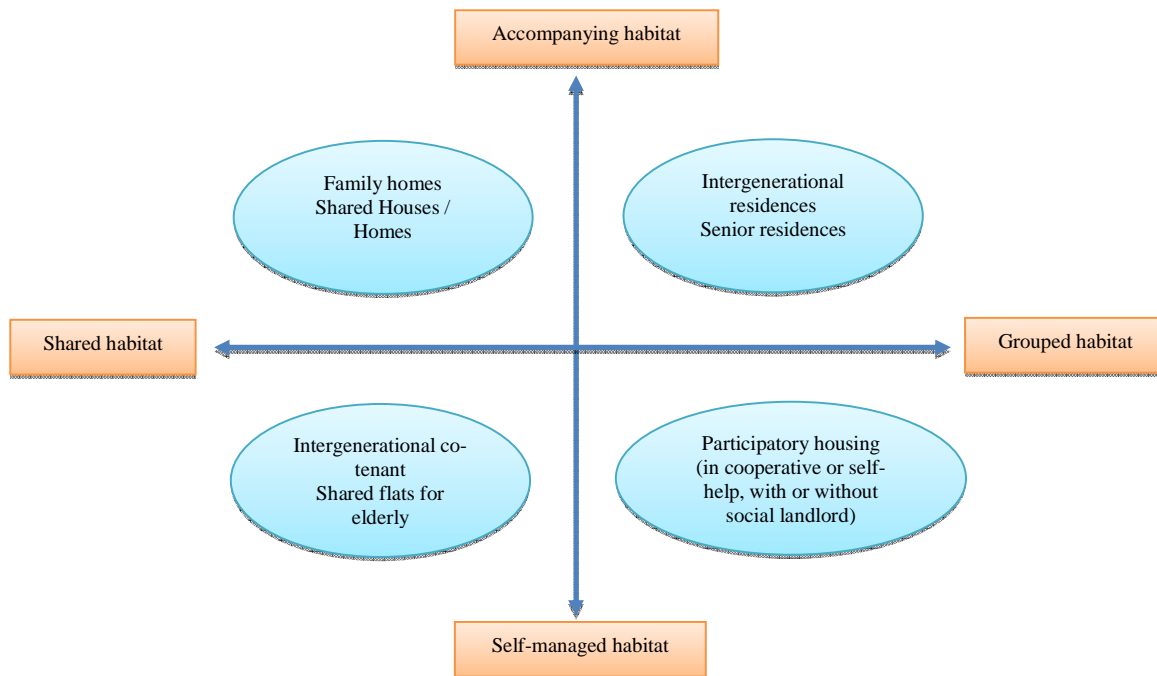 Accompanying habitat
Family homes
Shared Houses /
Homes
Intergenerational
residences
Senior residences
Shared habitat
Grouped habitat
Intergenerational co-
tenant
Shared flats for
elderly
Participatory housing
(in cooperative or self-
help, with or without
social landlord)
Self-managed habitat